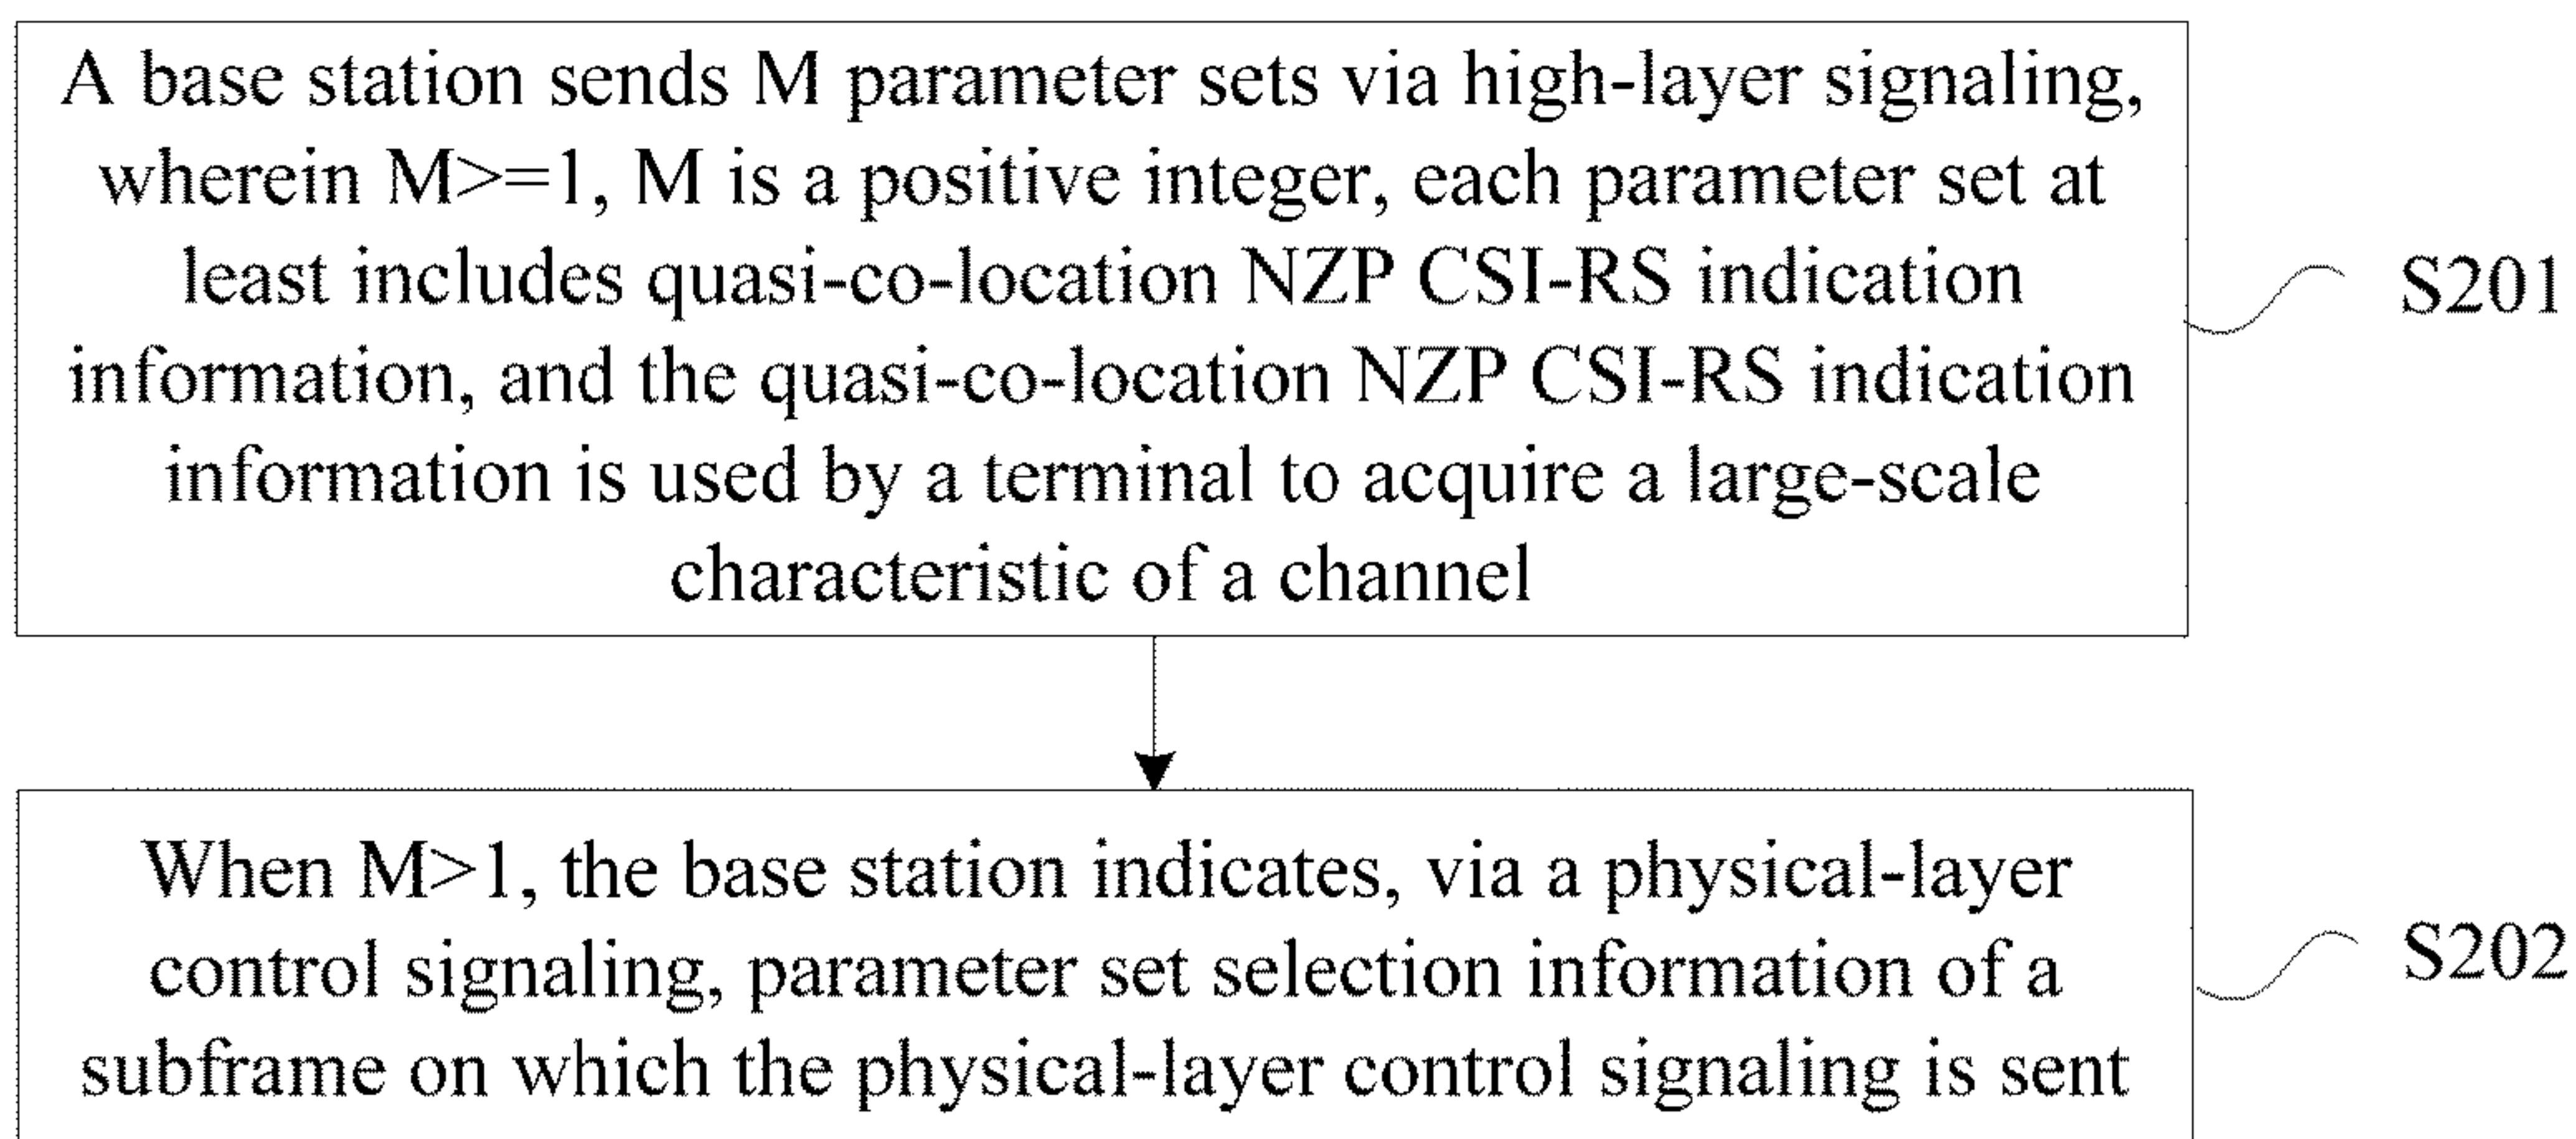 A base station sends M parameter sets via high-layer signaling,
wherein M>=1, M is a positive integer, each parameter set at
least includes quasi-co-location NZP CSI-RS indication
information, and the quasi-co-location NZP CSI-RS indication
information is used by a terminal to acquire a large-scale
characteristic of a channel
S201
When M>1, the base station indicates, via a physical-layer
control signaling, parameter set selection information of a
subframe on which the physical-layer control signaling is sent
S202